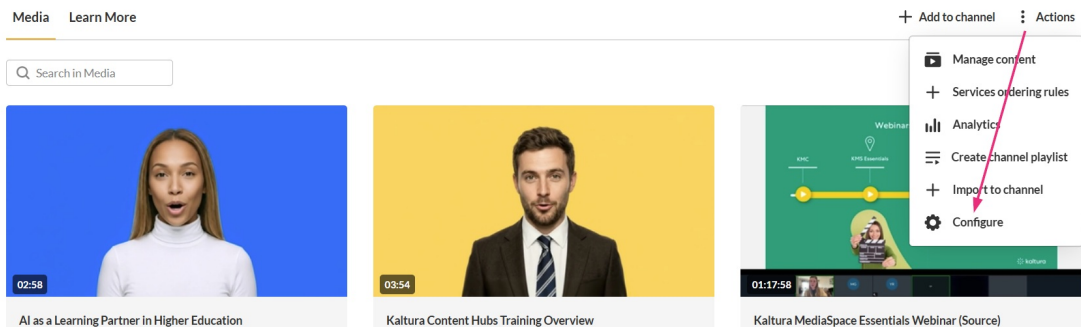 Media Learn More + Add to channel Actions
Search in Media
Manage content
+ Services ordering rules
Analytics
Create channel playlist
+ Import to channel
Configure
Webinar
KMC KMS Essentials
kaltura
02:58 03:54 01:17:58
AI as a Learning Partner in Higher Education Kaltura Content Hubs Training Overview Kaltura MediaSpace Essentials Webinar (Source)